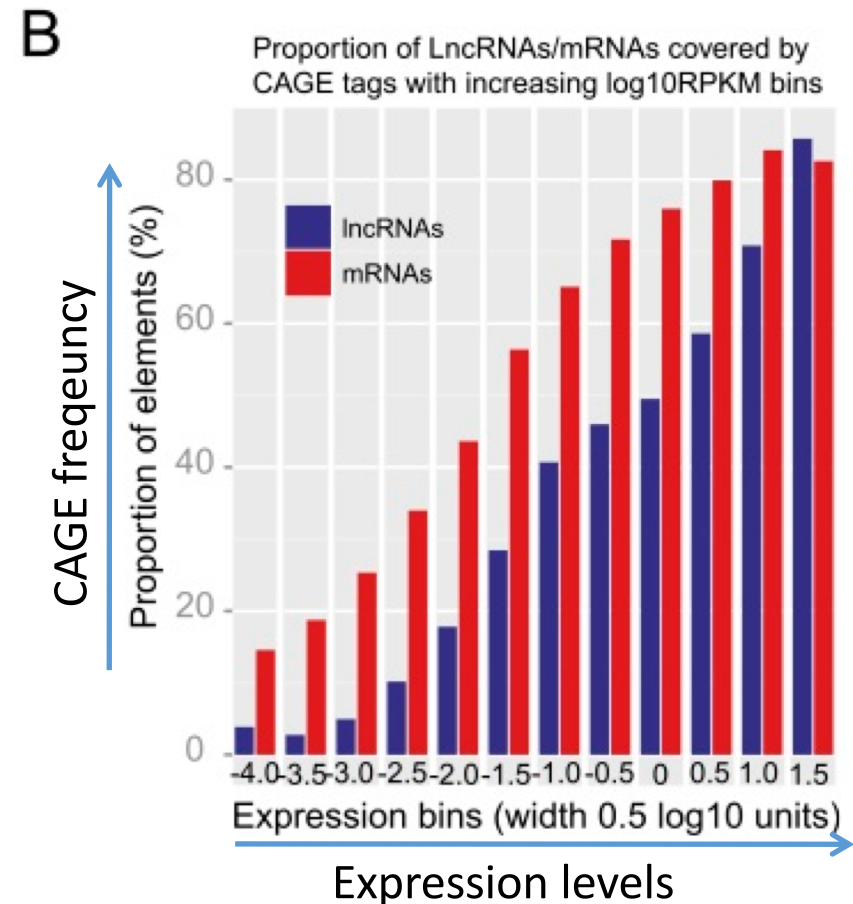 B
Proportion of LncRNAs/mRNAs covered by
CAGE tags with increasing log10RPKM bins
CAGE freqeuncy
Proportion of elements (%)
80
60
40
20
0
lncRNAs
mRNAs
-4.0 -3.5 -3.0 -2.5 -2.0 -1.5 -1.0 -0.5 0 0.5 1.0 1.5
Expression bins (width 0.5 log10 units)
Expression levels